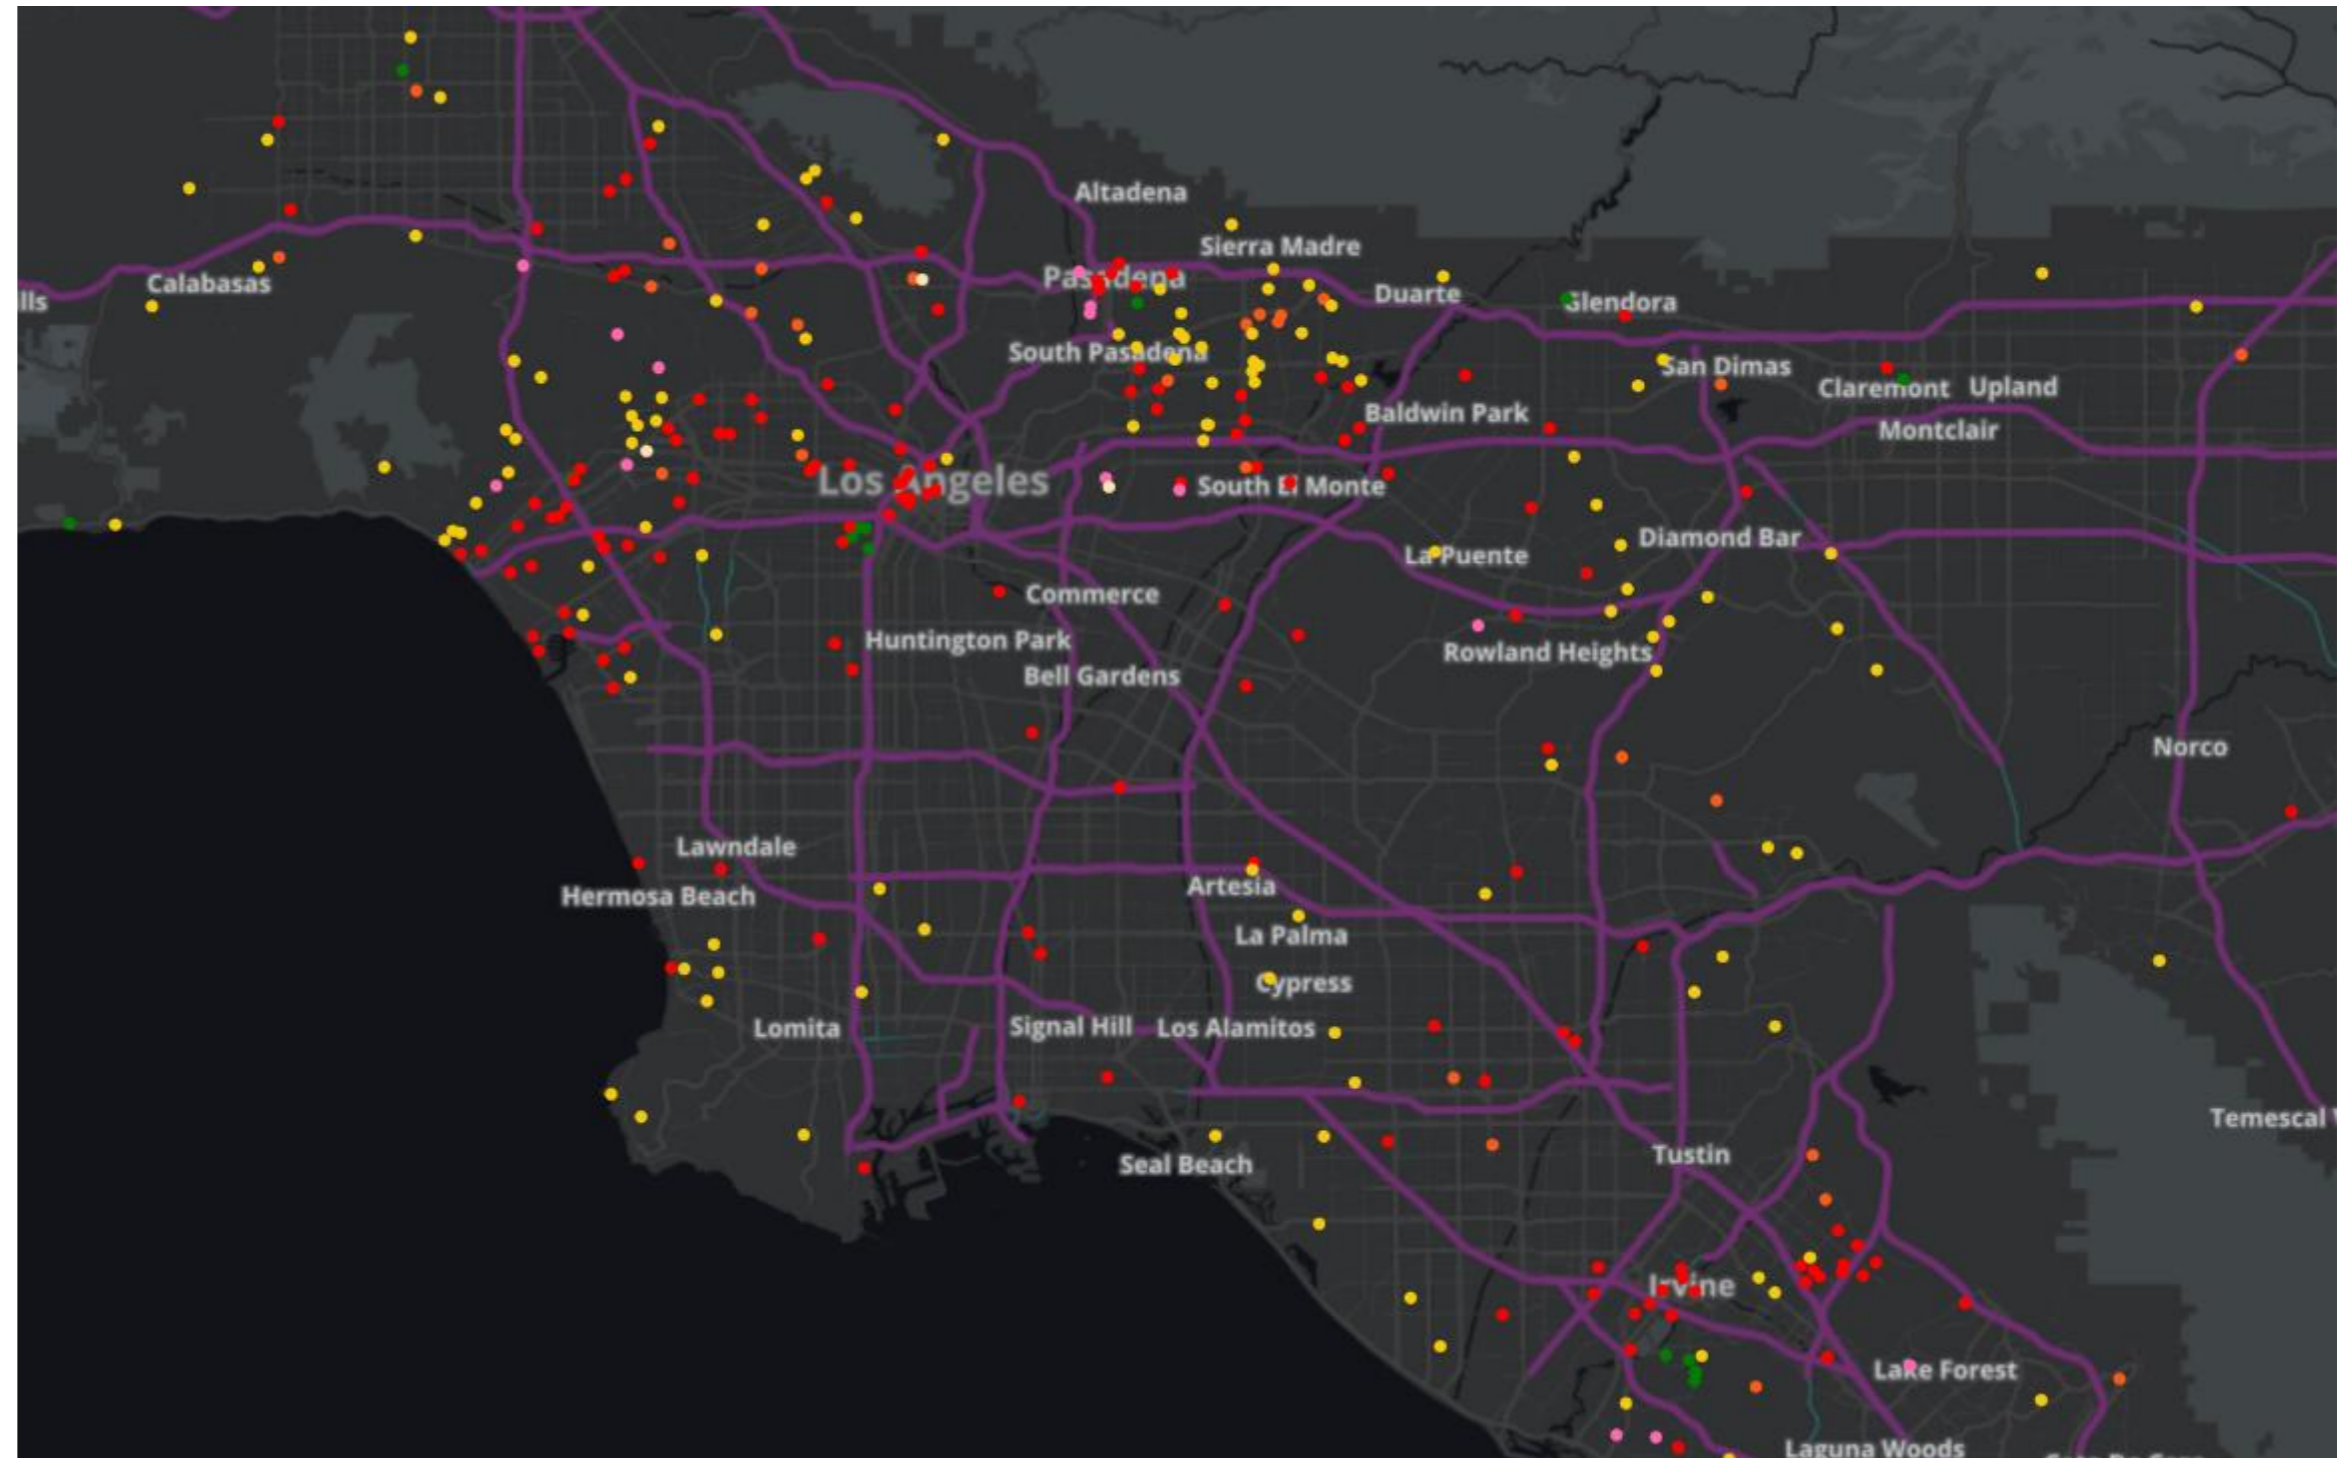 Altadena
Sierra Madre
Pasadena
Calabasas
lls
Duarte
Glendora
South Pasadena
San Dimas
Claremont
Upland
Baldwin Park
Montclair
Los Angeles
South El Monte
Diamond Bar
La Puente
Commerce
Huntington Park
Rowland Heights
Bell Gardens
Norco
Lawndale
Artesia
Hermosa Beach
La Palma
Cypress
Lomita
Signal Hill
Los Alamitos
Temescal
Tustin
Seal Beach
Irvine
Lake Forest
Laguna Woods